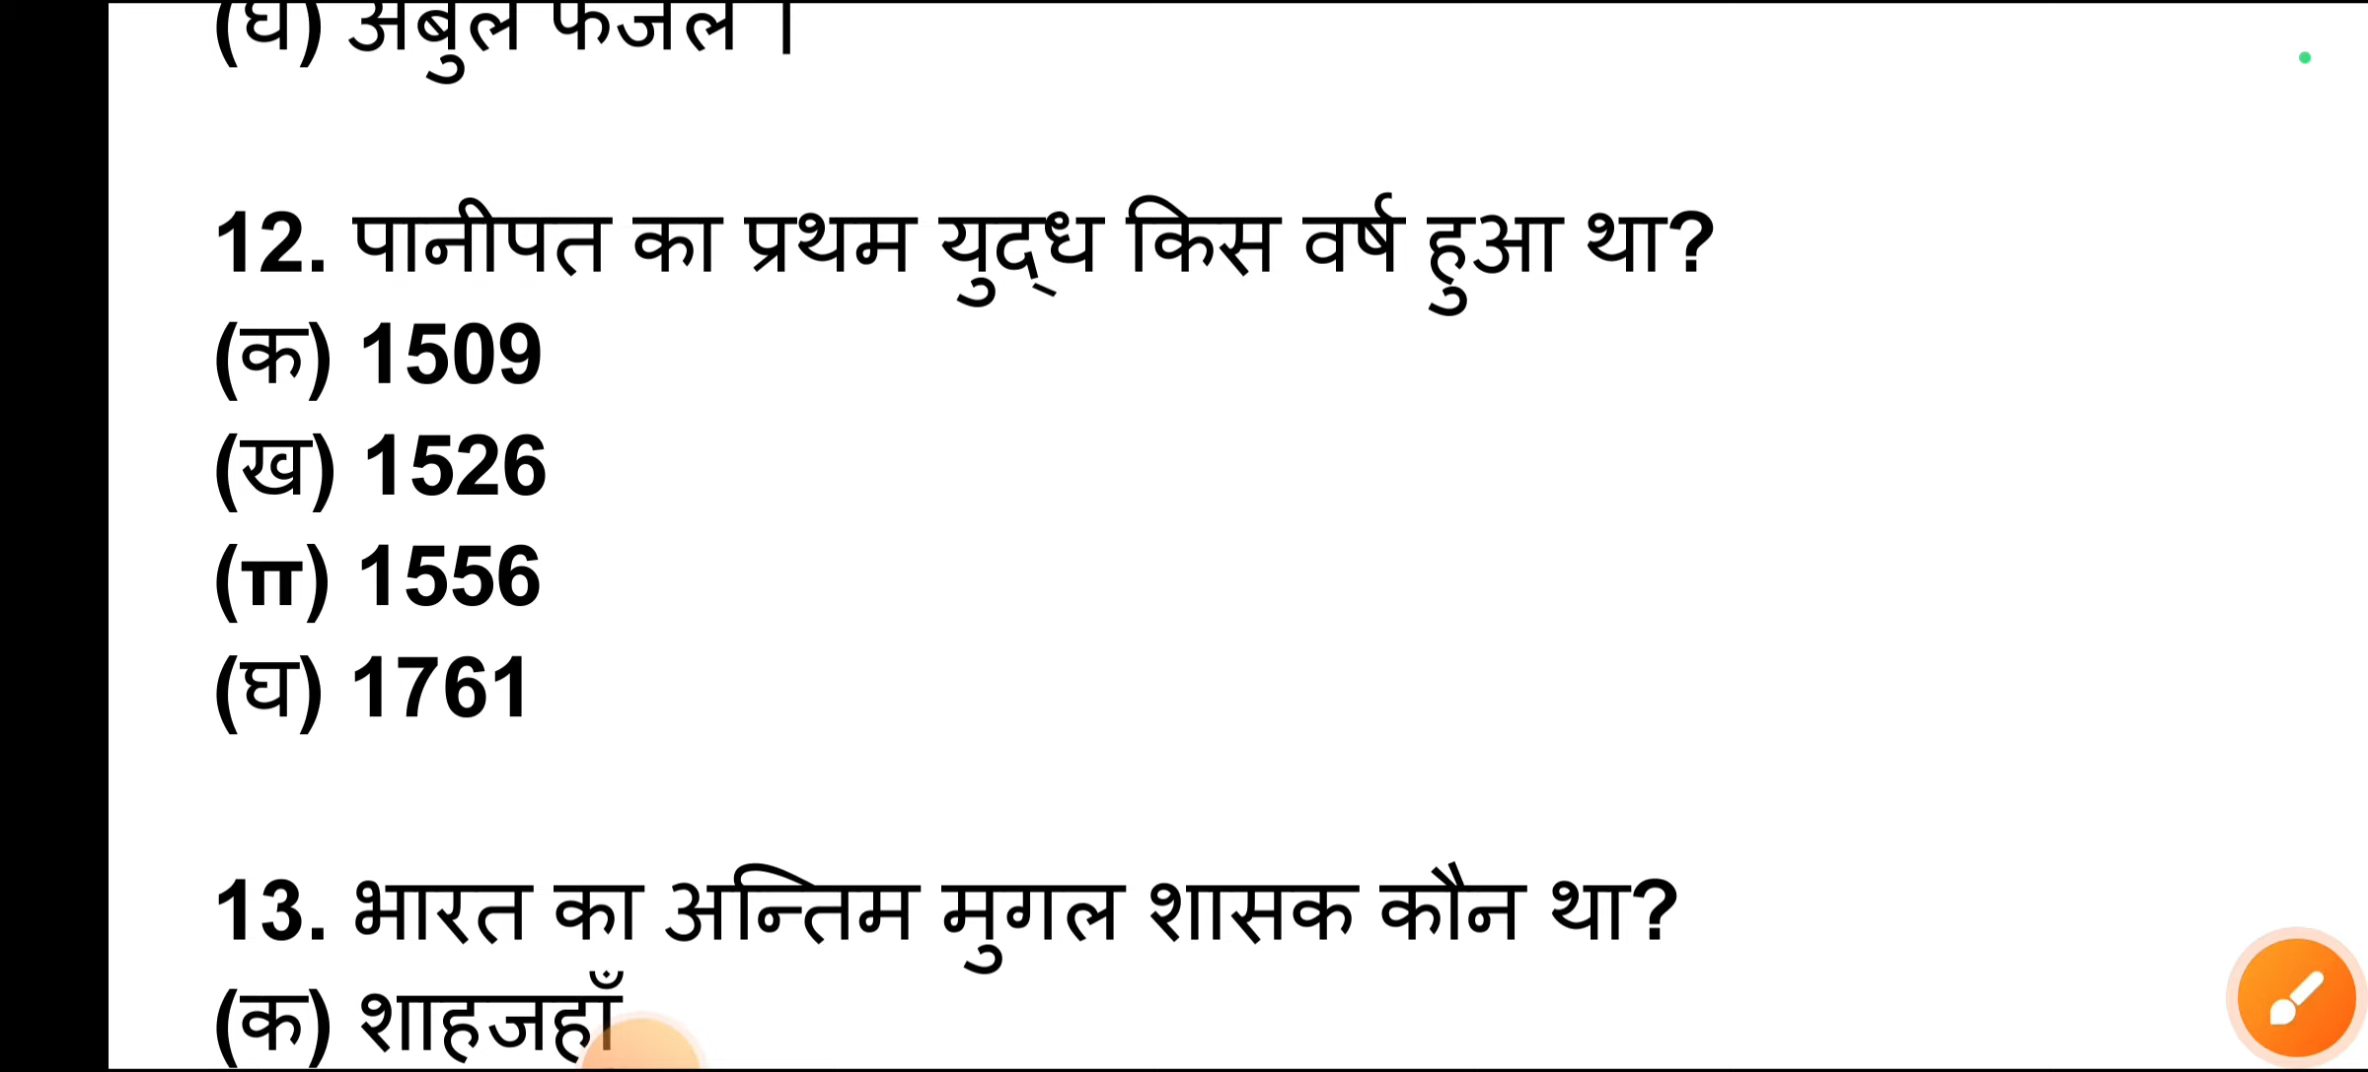 (घ) अबुल फजल ।
12. पानीपत का प्रथम युद्ध किस वर्ष हुआ था?
(क) 1509
(ख) 1526
(π) 1556
(घ) 1761
13. भारत का अन्तिम मुगल शासक कौन था?
(क) शाहजहाँ